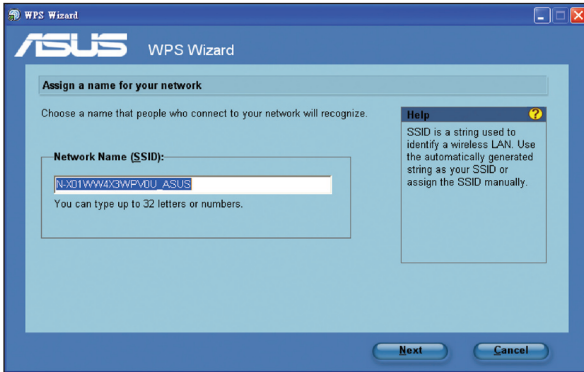 WPS Wizard
ASUS WPS Wizard
Assign a name for your network
Choose a name that people who connect to your network will recognize.
Network Name (SSID):
N-X01WW4X3WPV0U_ASUS
You can type up to 32 letters or numbers.
Help
SSID is a string used to
identify a wireless LAN. Use
the automatically generated
string as your SSID or
assign the SSID manually.
Next Cancel